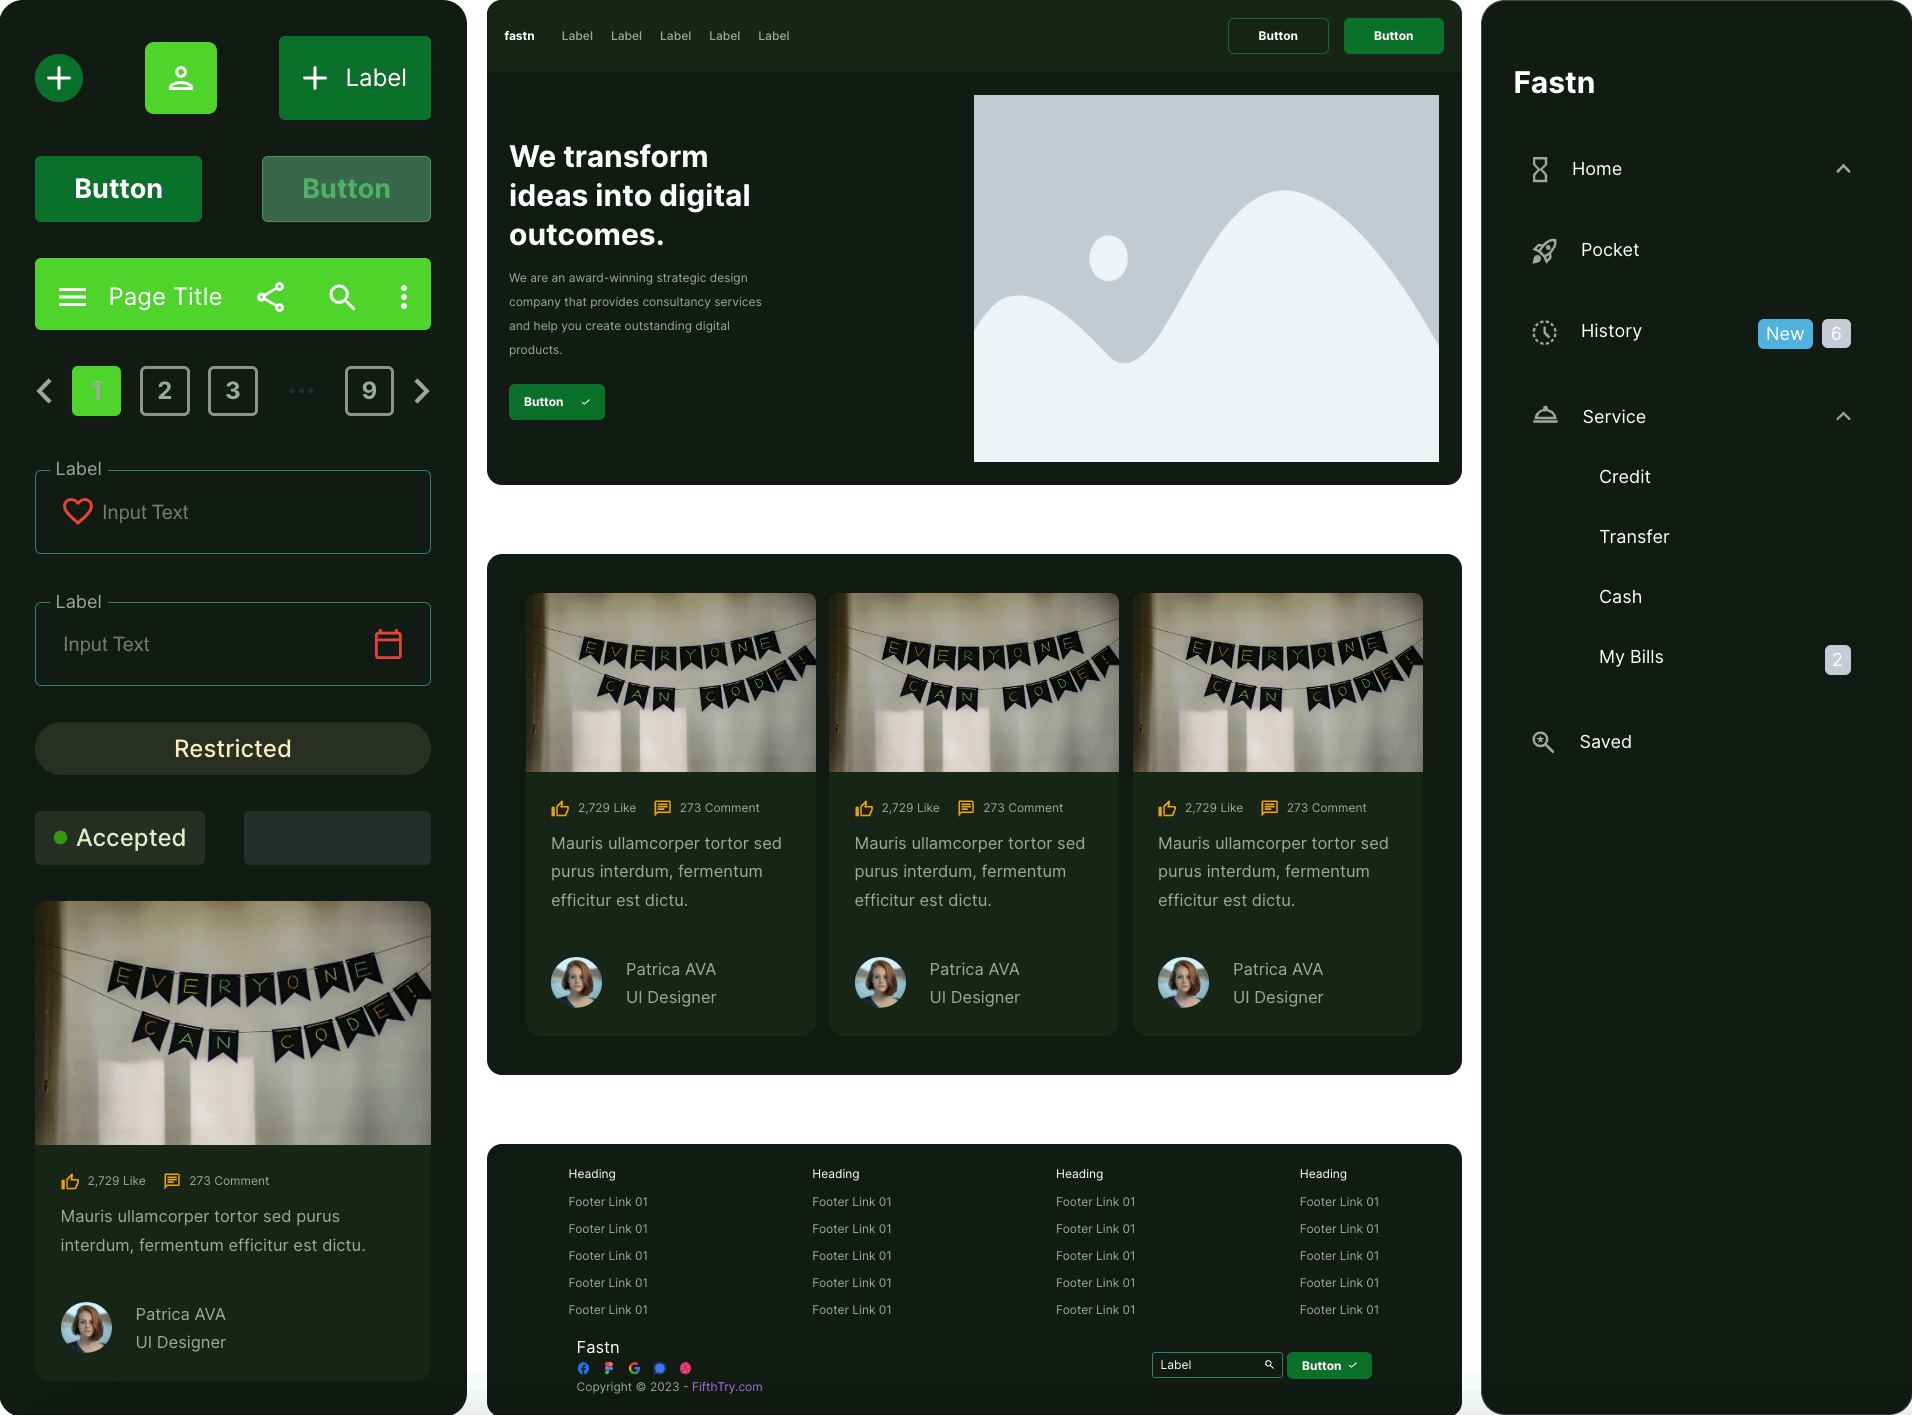 Label
Button
Button
Page Title
1
2
3
...
9
Label
Input Text
Label
Input Text
Restricted
Accepted
EVERYONE
CAN CODE!
2,729 Like
273 Comment
Mauris ullamcorper tortor sed purus
interdum, fermentum efficitur est dictu.
Patrica AVA
UI Designer
fastn
Label
Label
Label
Label
Label
Button
Button
We transform
ideas into digital
outcomes.
We are an award-winning strategic design
company that provides consultancy services
and help you create outstanding digital
products.
Button
EVERYONE
CAN CODE!
2,729 Like
273 Comment
Mauris ullamcorper tortor sed
purus interdum, fermentum
efficitur est dictu.
Patrica AVA
UI Designer
EVERYONE
CAN CODE!
2,729 Like
273 Comment
Mauris ullamcorper tortor sed
purus interdum, fermentum
efficitur est dictu.
Patrica AVA
UI Designer
EVERYONE
CAN CODE!
2,729 Like
273 Comment
Mauris ullamcorper tortor sed
purus interdum, fermentum
efficitur est dictu.
Patrica AVA
UI Designer
Heading
Footer Link 01
Footer Link 01
Footer Link 01
Footer Link 01
Footer Link 01
Heading
Footer Link 01
Footer Link 01
Footer Link 01
Footer Link 01
Footer Link 01
Heading
Footer Link 01
Footer Link 01
Footer Link 01
Footer Link 01
Footer Link 01
Heading
Footer Link 01
Footer Link 01
Footer Link 01
Footer Link 01
Footer Link 01
Fastn
Copyright © 2023 - FifthTry.com
Label
Button
Fastn
Home
Pocket
History
New
6
Service
Credit
Transfer
Cash
My Bills
2
Saved